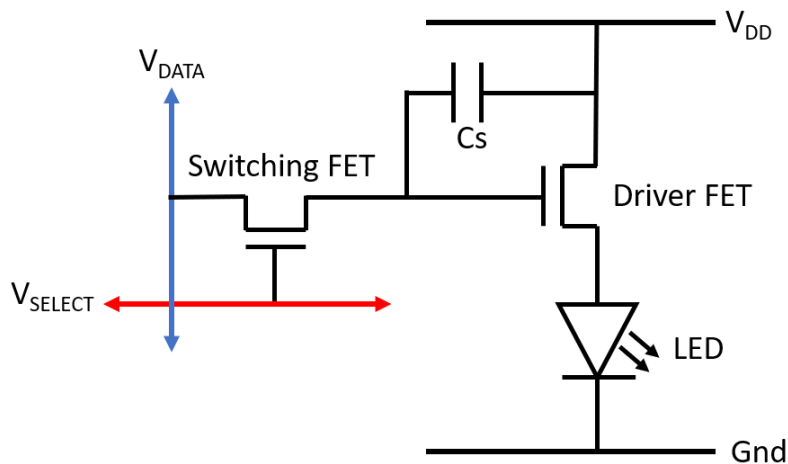 V_DD
V_DATA
Cs
Switching FET
Driver FET
V_SELECT
LED
Gnd